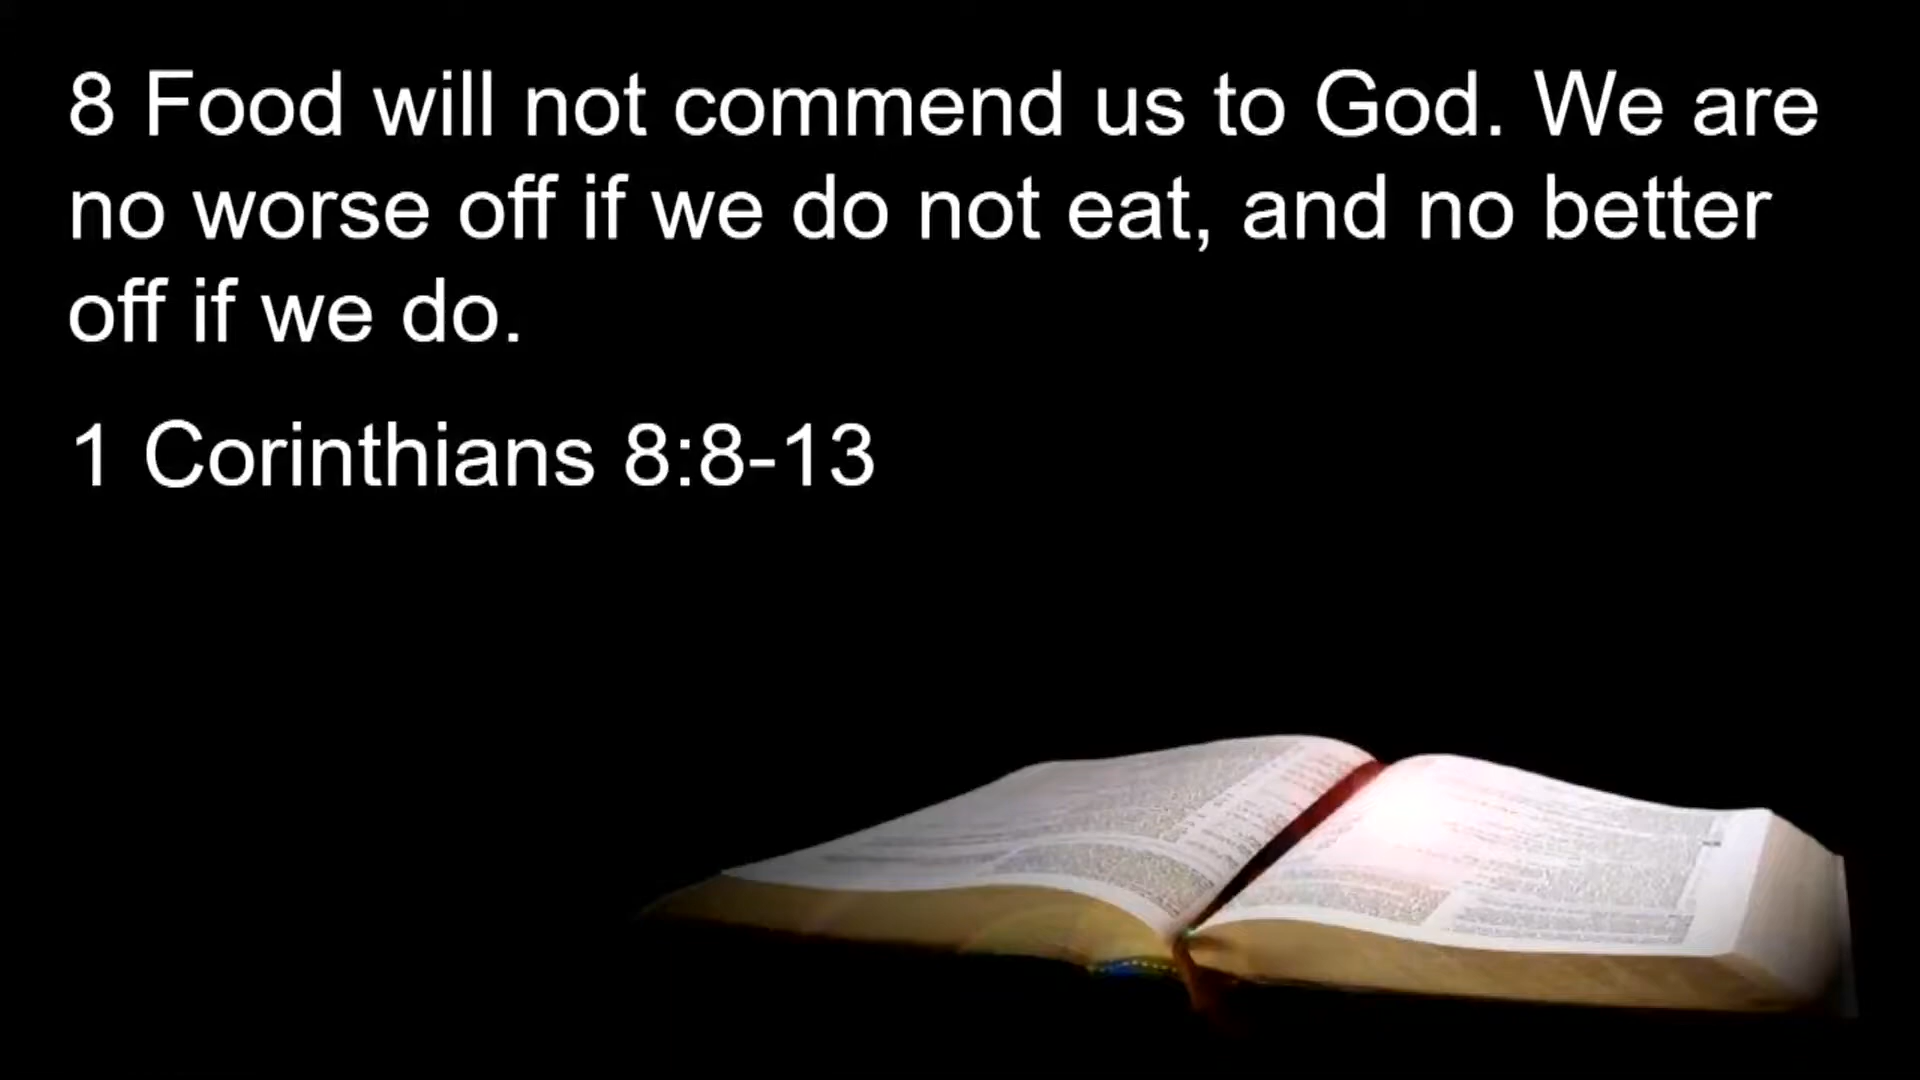 8 Food will not commend us to God. We are
no worse off if we do not eat, and no better
off if we do.
1 Corinthians 8:8-13